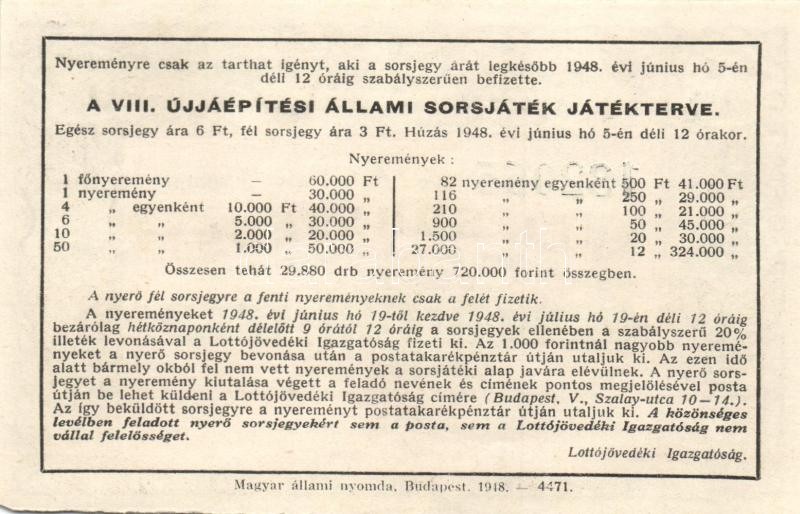 Nyereményre csak az tarthat igényt, aki a sorsjegy árát legkésőbb 1948. évi június hó 5-én
déli 12 óráig szabályszerűen befizette.
A VIII. ÚJJÁÉPÍTÉSI ÁLLAMI SORSJÁTÉK JÁTÉKTERVE.
Egész sorsjegy ára 6 Ft, fél sorsjegy ára 3 Ft. Húzás 1948. évi június hó 5-én déli 12 órakor.
Nyeremények :
1 főnyeremény — 60.000 Ft
1 nyeremény — 30.000 „
4 „ egyenként 10.000 Ft 40.000 „
6 „ „ 5.000 „ 30.000 „
10 „ „ 2.000 „ 20.000 „
50 „ „ 1.000 „ 50.000 „
82 nyeremény egyenként 500 Ft 41.000 Ft
116 „ „ 250 „ 29.000 „
210 „ „ 100 „ 21.000 „
900 „ „ 50 „ 45.000 „
1.500 „ „ 20 „ 30.000 „
27.000 „ „ 12 „ 324.000 „
Összesen tehát 29.880 drb nyeremény 720.000 forint összegben.
A nyerő fél sorsjegyre a fenti nyereményeknek csak a felét fizetik.
A nyereményeket 1948. évi június hó 19-től kezdve 1948. évi július hó 19-én déli 12 óráig
bezárólag hétköznaponként délelőtt 9 órától 12 óráig a sorsjegyek ellenében a szabályszerű 20%
illeték levonásával a Lottójövedéki Igazgatóság fizeti ki. Az 1.000 forintnál nagyobb nyeremé-
nyeket a nyerő sorsjegy bevonása után a postatakarékpénztár útján utaljuk ki. Az ezen idő
alatt bármely okból fel nem vett nyeremények a sorsjátéki alap javára elévülnek. A nyerő sors-
jegyet a nyeremény kiutalása végett a feladó nevének és címének pontos megjelölésével posta
útján be lehet küldeni a Lottójövedéki Igazgatóság címére (Budapest. V., Szalay-utca 10—14.).
Az így beküldött sorsjegyre a nyereményt postatakarékpénztár útján utaljuk ki. A közönséges
levélben feladott nyerő sorsjegyekért sem a posta, sem a Lottójövedéki Igazgatóság nem
vállal felelősséget.
Lottójövedéki Igazgatóság.
Magyar állami nyomda, Budapest. 1948. — 4471.